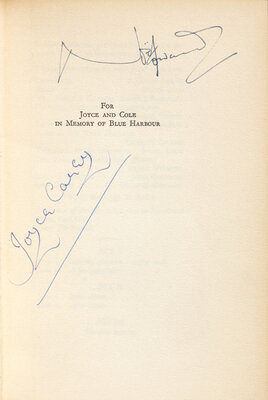 For
Joyce and Cole
in Memory of Blue Harbour
Joyce Carey